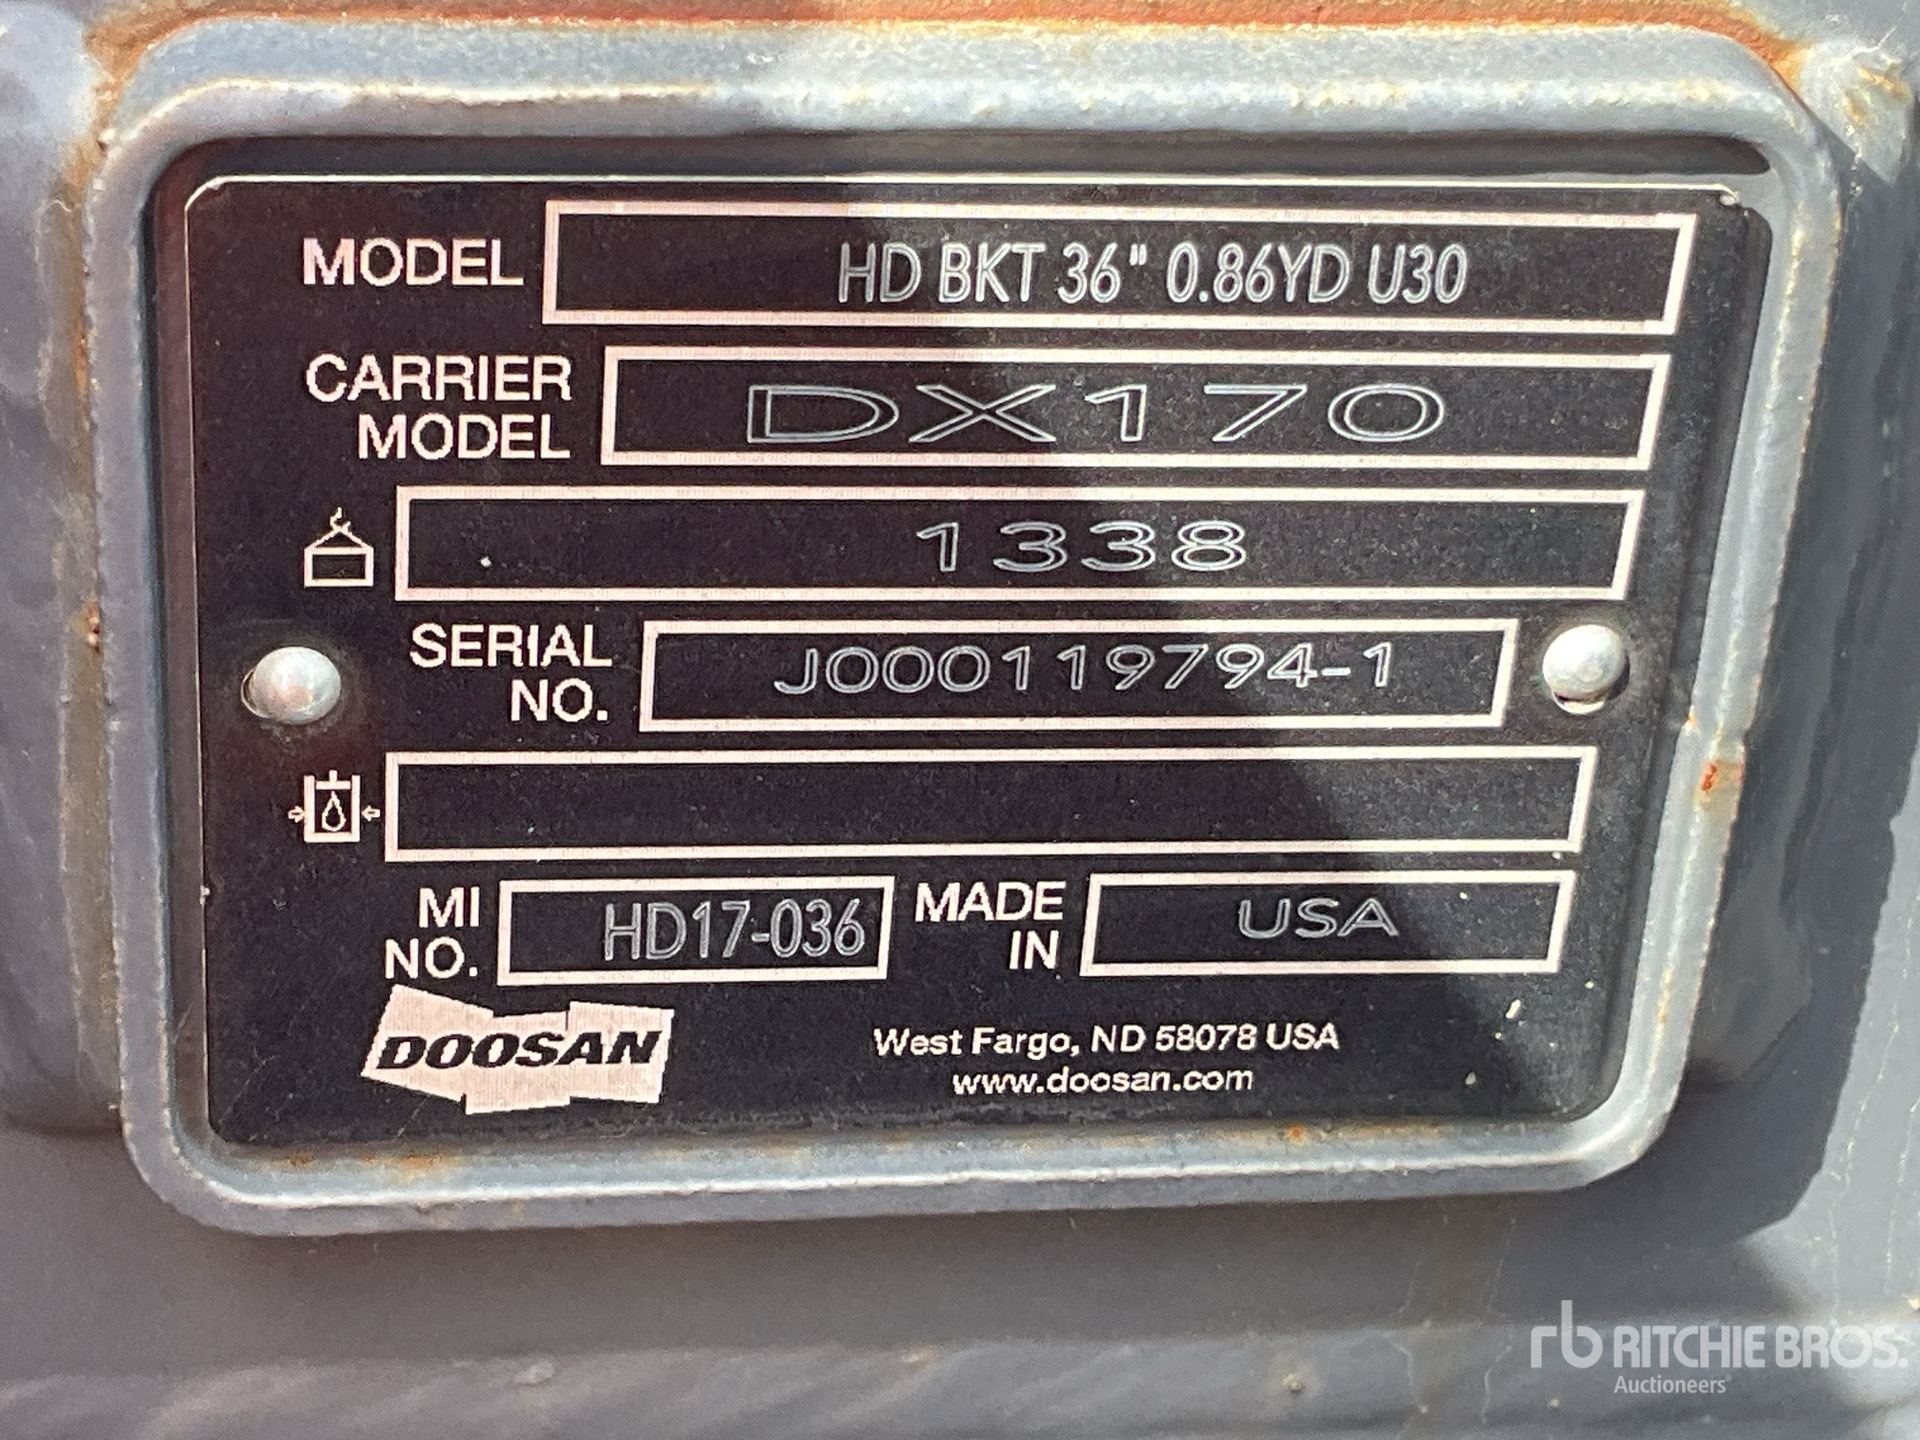 MODEL HD BKT 36" 0.86YD U30
CARRIER
MODEL DX170
1338
SERIAL
NO. J000119794-1
MI
NO. HD17-036 MADE
IN USA
DOOSAN
West Fargo, ND 58078 USA
www.doosan.com
rb RITCHIE BROS.
Auctioneers